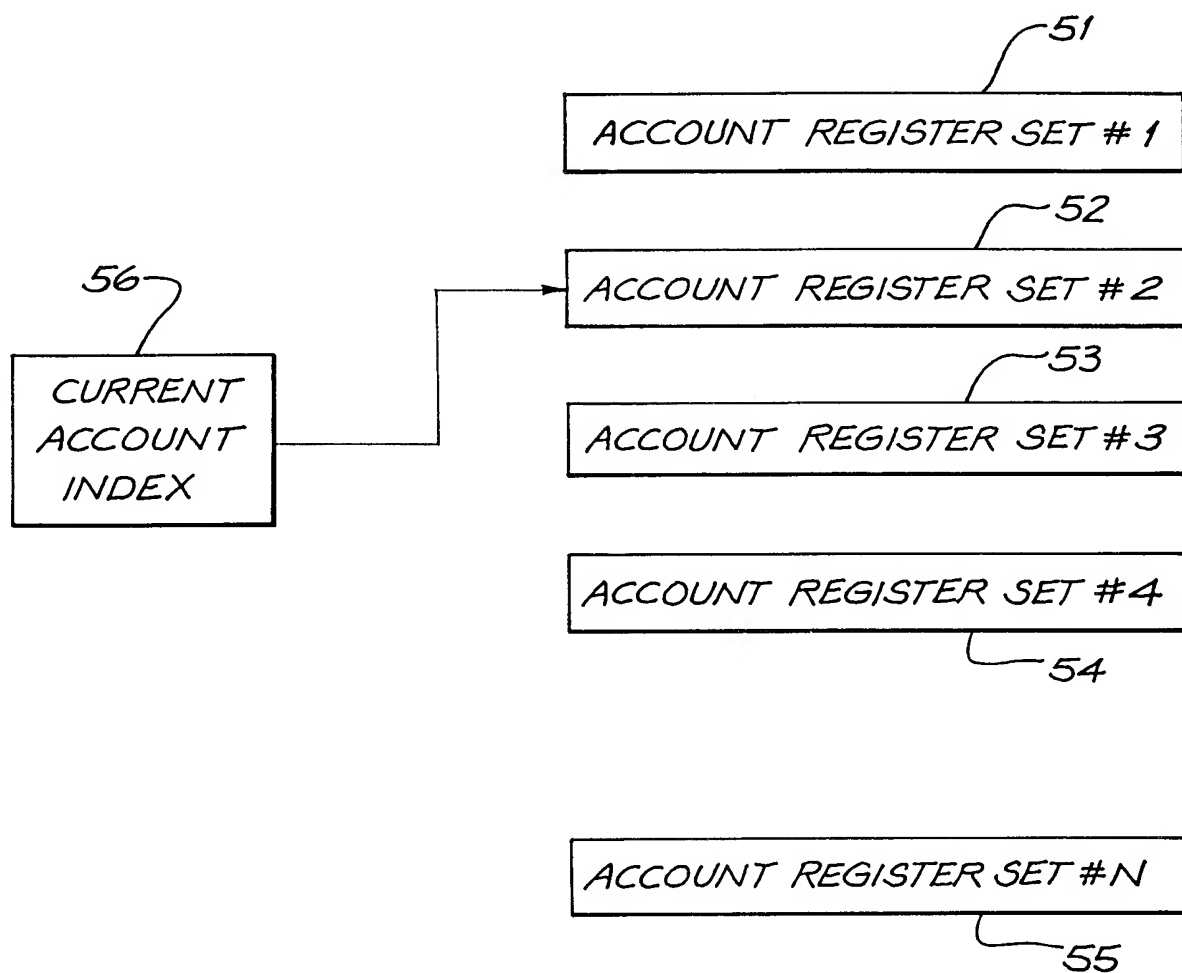 51
ACCOUNT REGISTER SET #1
52
ACCOUNT REGISTER SET #2
56
CURRENT
ACCOUNT
INDEX
53
ACCOUNT REGISTER SET #3
ACCOUNT REGISTER SET #4
54
ACCOUNT REGISTER SET #N
55